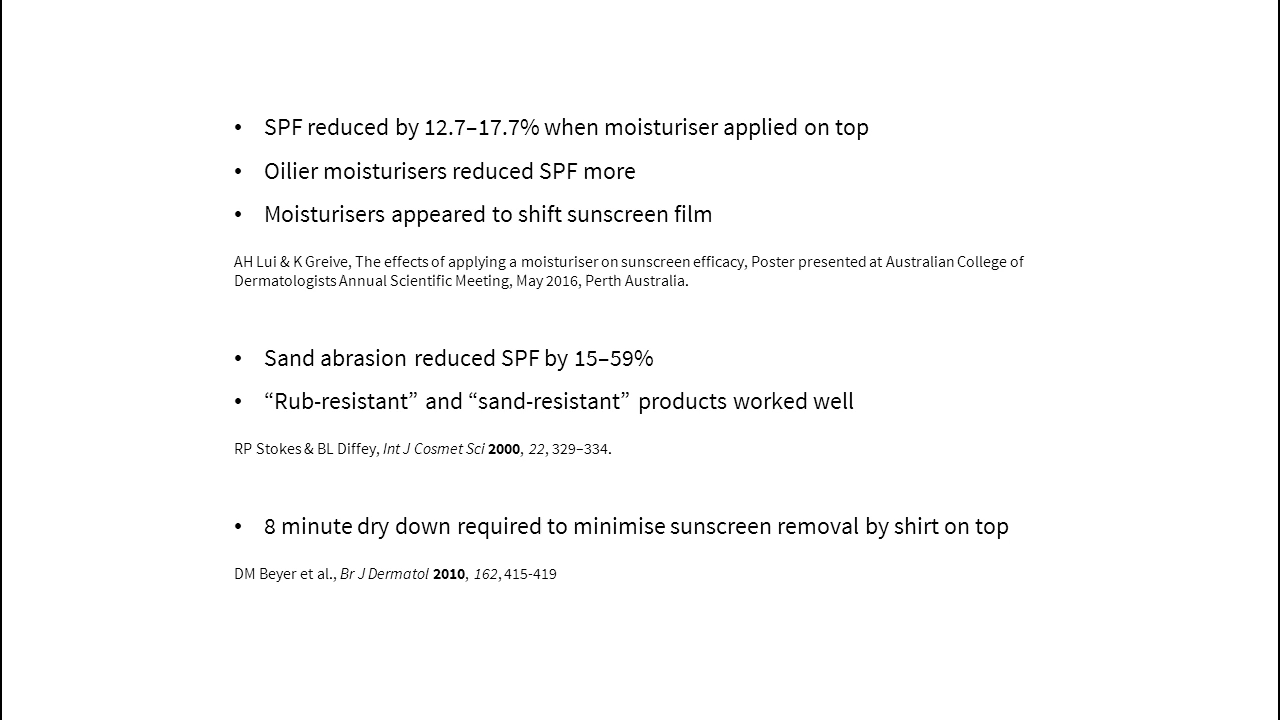 • SPF reduced by 12.7–17.7% when moisturiser applied on top
• Oilier moisturisers reduced SPF more
• Moisturisers appeared to shift sunscreen film
AH Lui & K Greive, The effects of applying a moisturiser on sunscreen efficacy, Poster presented at Australian College of
Dermatologists Annual Scientific Meeting, May 2016, Perth Australia.
• Sand abrasion reduced SPF by 15–59%
• “Rub-resistant” and “sand-resistant” products worked well
RP Stokes & BL Diffey, Int J Cosmet Sci 2000, 22, 329–334.
• 8 minute dry down required to minimise sunscreen removal by shirt on top
DM Beyer et al., Br J Dermatol 2010, 162, 415-419